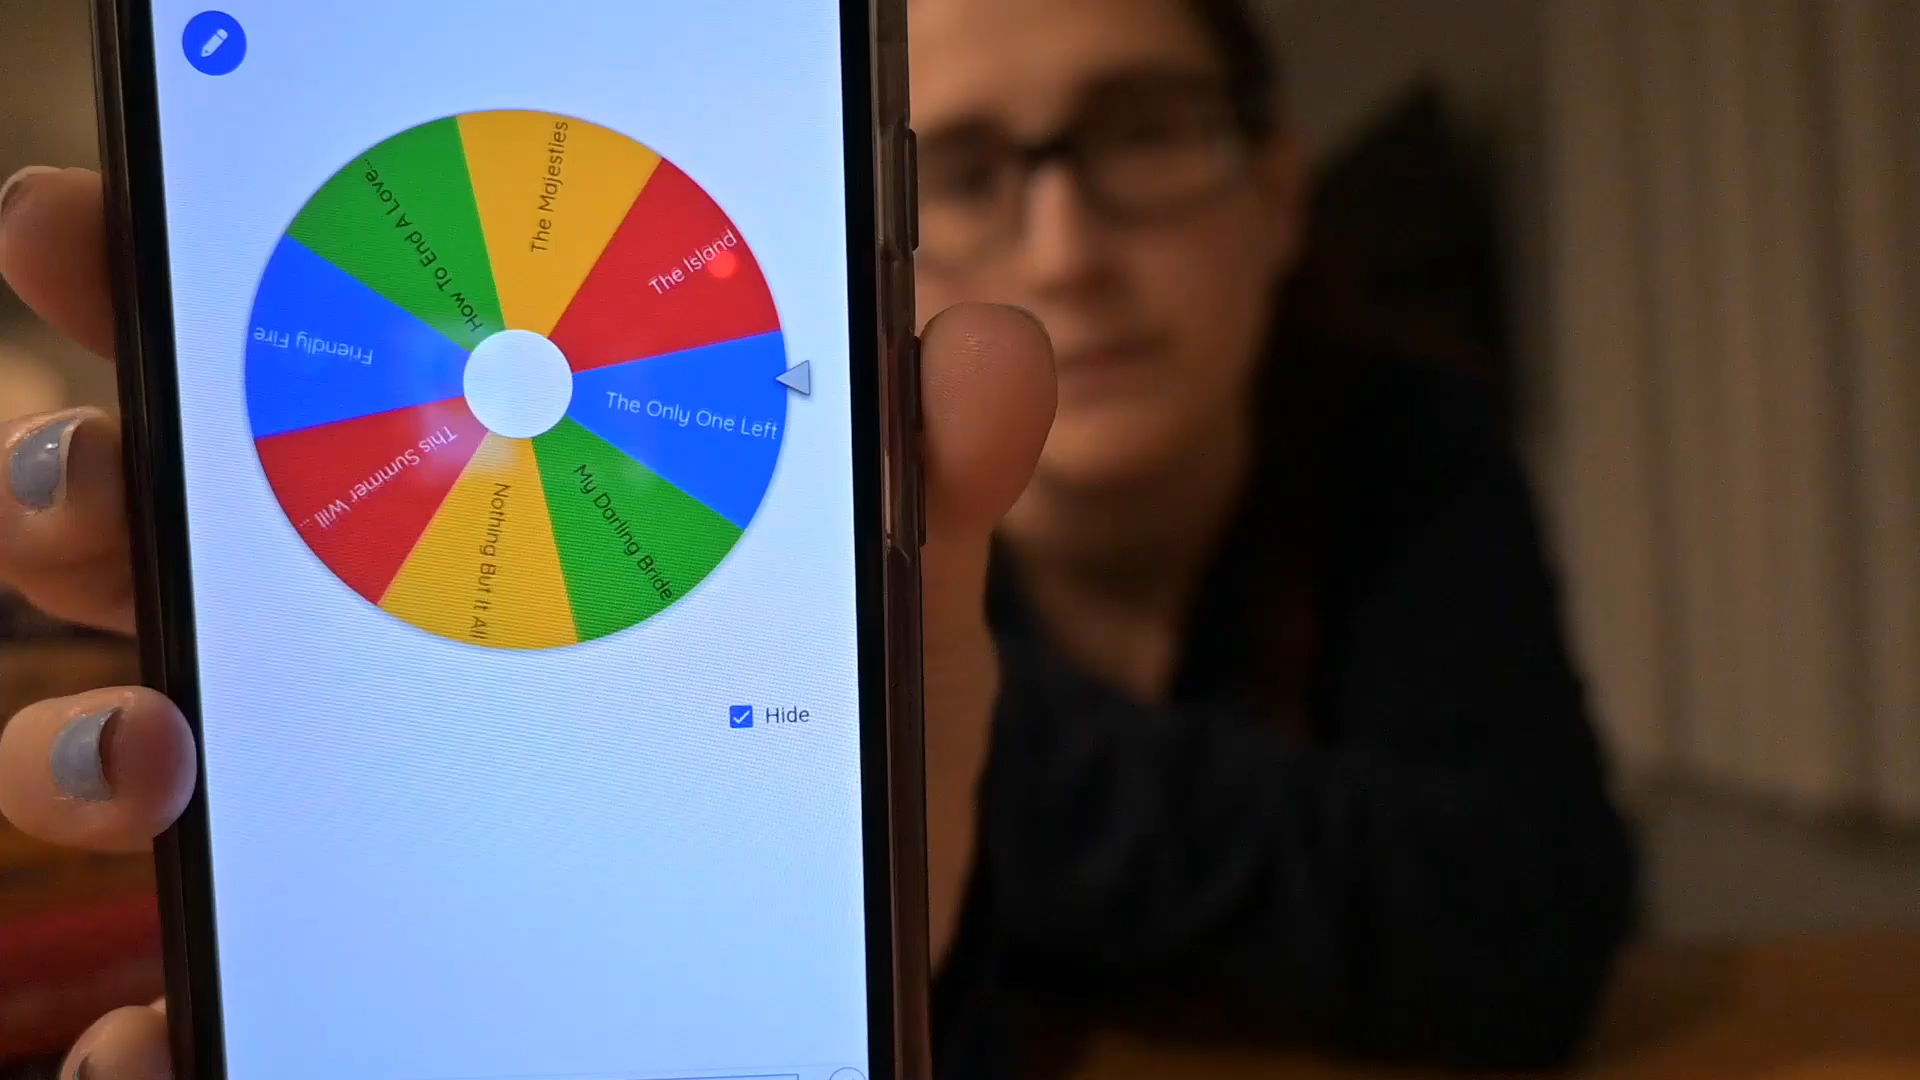 The Majesties
The Island
The Only One Left
My Darling Bride
Nothing But It All
This Summer Will ...
Friendly Fire
How To End A Love...
Hide